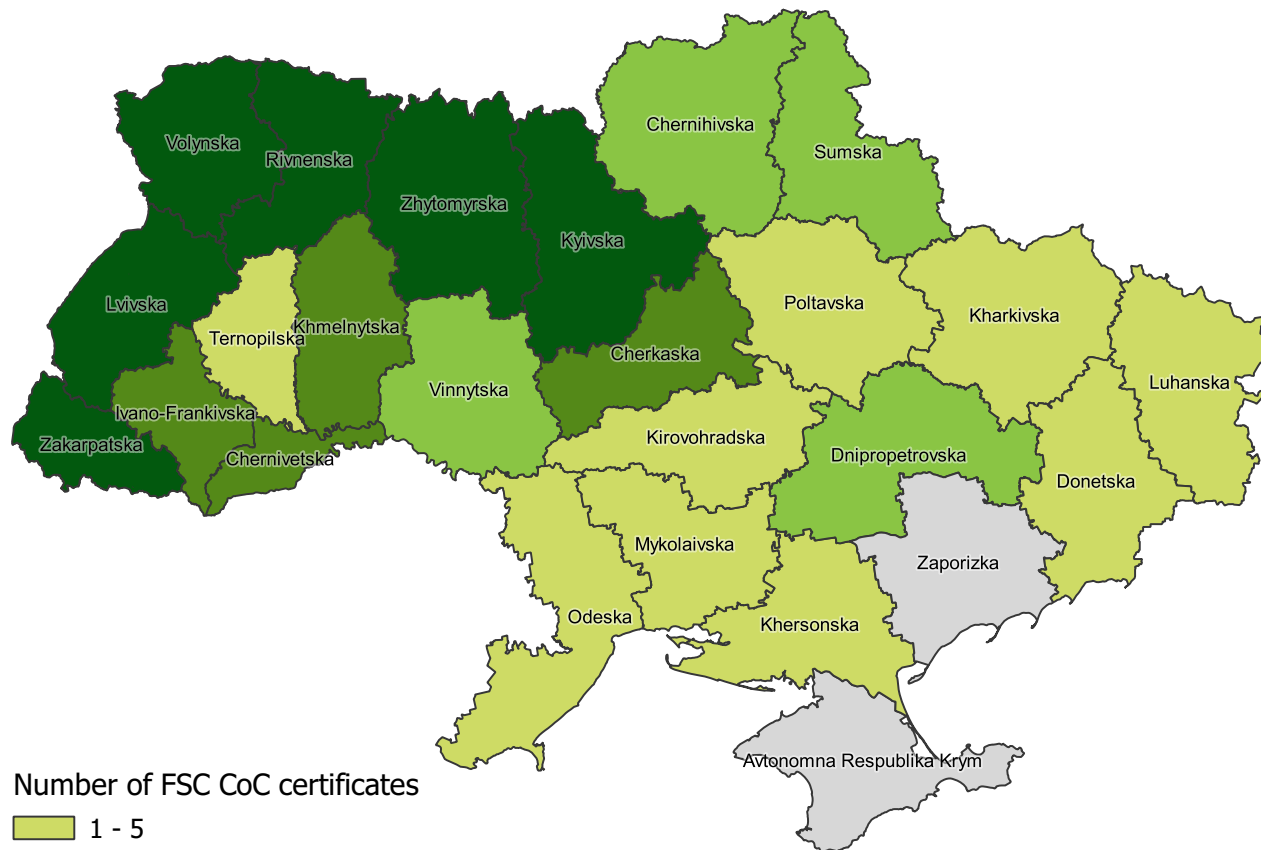 Chernihivska
Volynska
Sumska
Rivnenska
Zhytomyrska
Kyivska
Lvivska
Poltavska
Kharkivska
Khmelnytska
Ternopilska
Cherkaska
Luhanska
Vinnytska
Ivano-Frankivska
Kirovohradska
Zakarpatska
Chernivetska
Dnipropetrovska
Donetska
Mykolaivska
Zaporizka
Odeska
Khersonska
Avtonomna Respublika Krym
Number of FSC CoC certificates
1 - 5